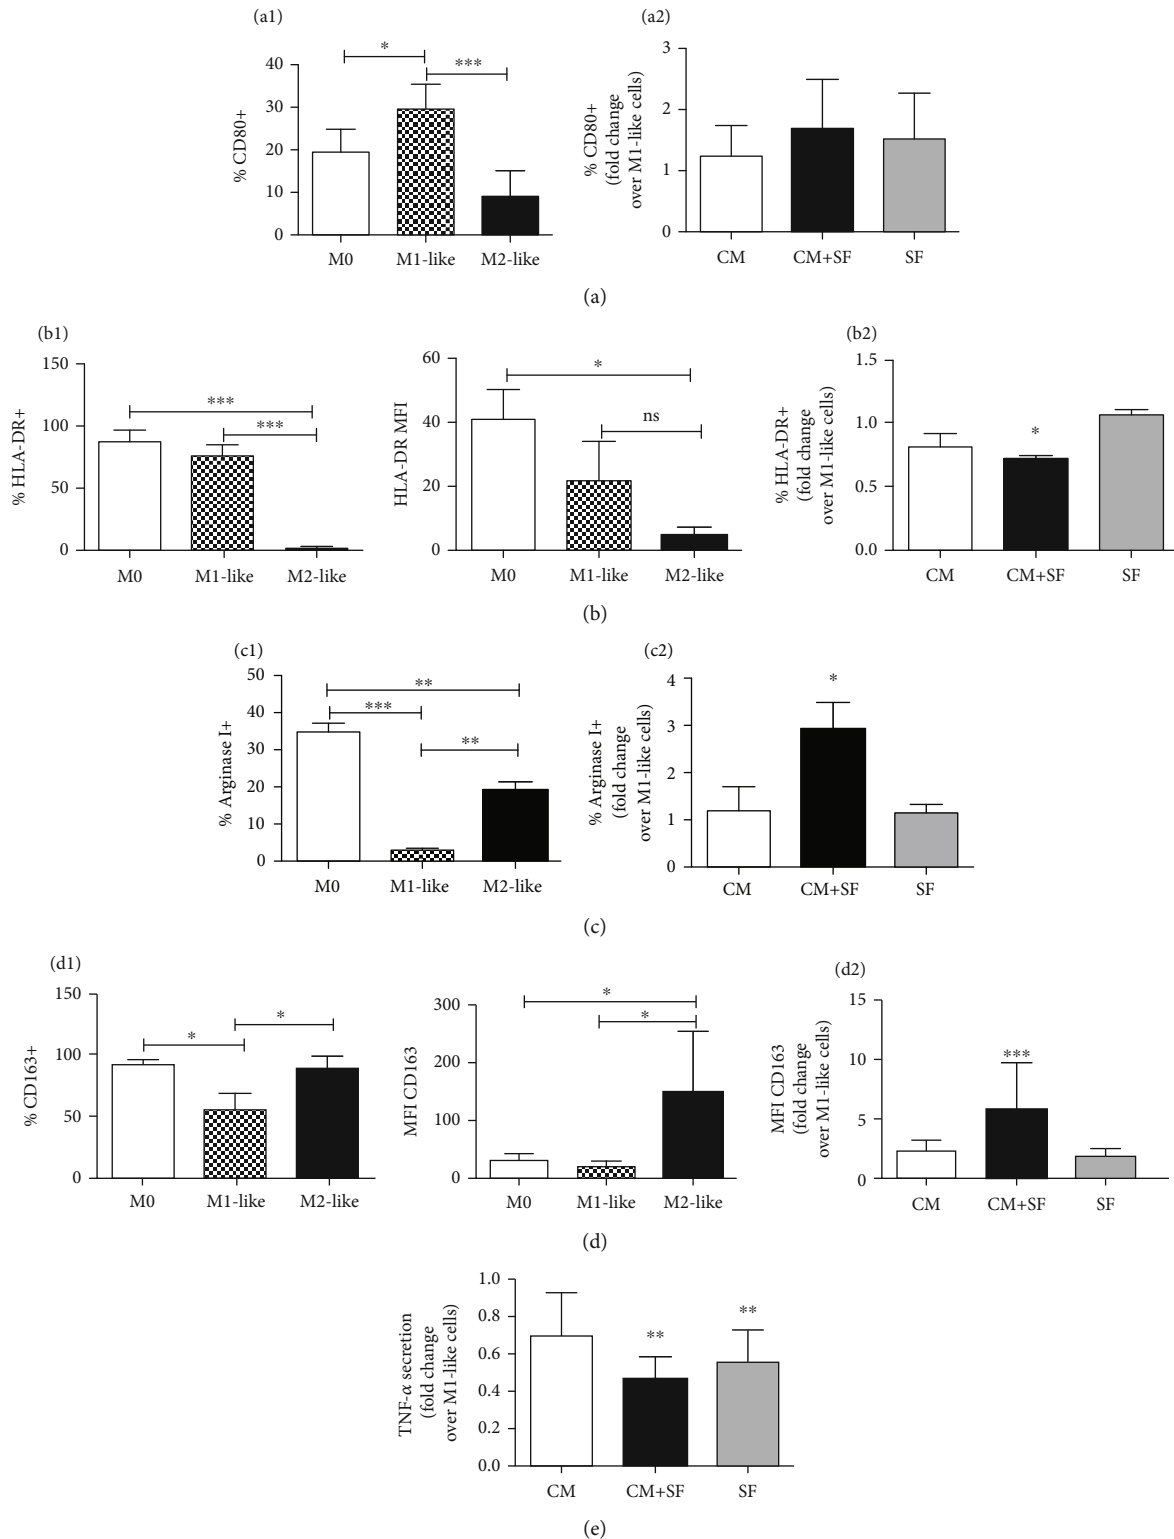 (a1)
% CD80+
40
30
20
10
0
*
***
M0
M1-like
M2-like
(a2)
% CD80+
(fold change
over M1-like cells)
3
2
1
0
CM
CM+SF
SF
(a)
(b1)
% HLA-DR+
150
100
50
0
***
***
M0
M1-like
M2-like
HLA-DR MFI
60
40
20
0
*
ns
M0
M1-like
M2-like
(b2)
% HLA-DR+
(fold change
over M1-like cells)
1.5
1.0
0.5
0.0
*
CM
CM+SF
SF
(b)
(c1)
% Arginase I+
50
40
30
20
10
0
**
***
**
M0
M1-like
M2-like
(c2)
% Arginase I+
(fold change
over M1-like cells)
4
3
2
1
0
*
CM
CM+SF
SF
(c)
(d1)
% CD163+
150
100
50
0
*
*
M0
M1-like
M2-like
MFI CD163
300
200
100
0
*
*
M0
M1-like
M2-like
(d2)
MFI CD163
(fold change
over M1-like cells)
15
10
5
0
***
CM
CM+SF
SF
(d)
TNF-α secretion
(fold change
over M1-like cells)
1.0
0.8
0.6
0.4
0.2
0.0
**
**
CM
CM+SF
SF
(e)